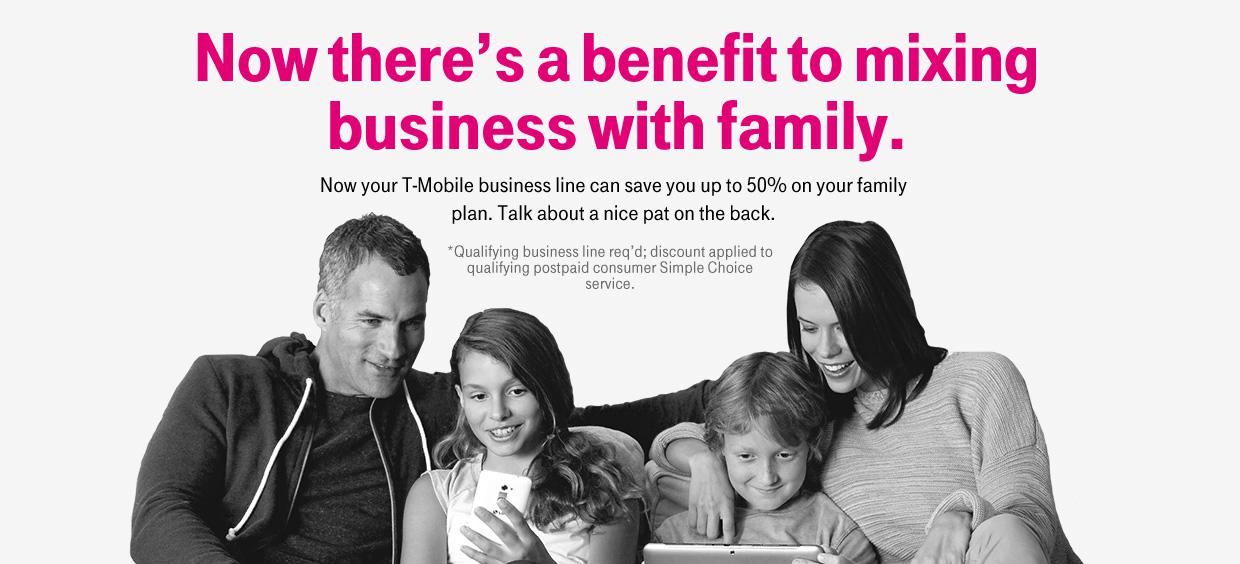 Now there’s a benefit to mixing
business with family.
Now your T-Mobile business line can save you up to 50% on your family
plan. Talk about a nice pat on the back.
*Qualifying business line req’d; discount applied to
qualifying postpaid consumer Simple Choice
service.